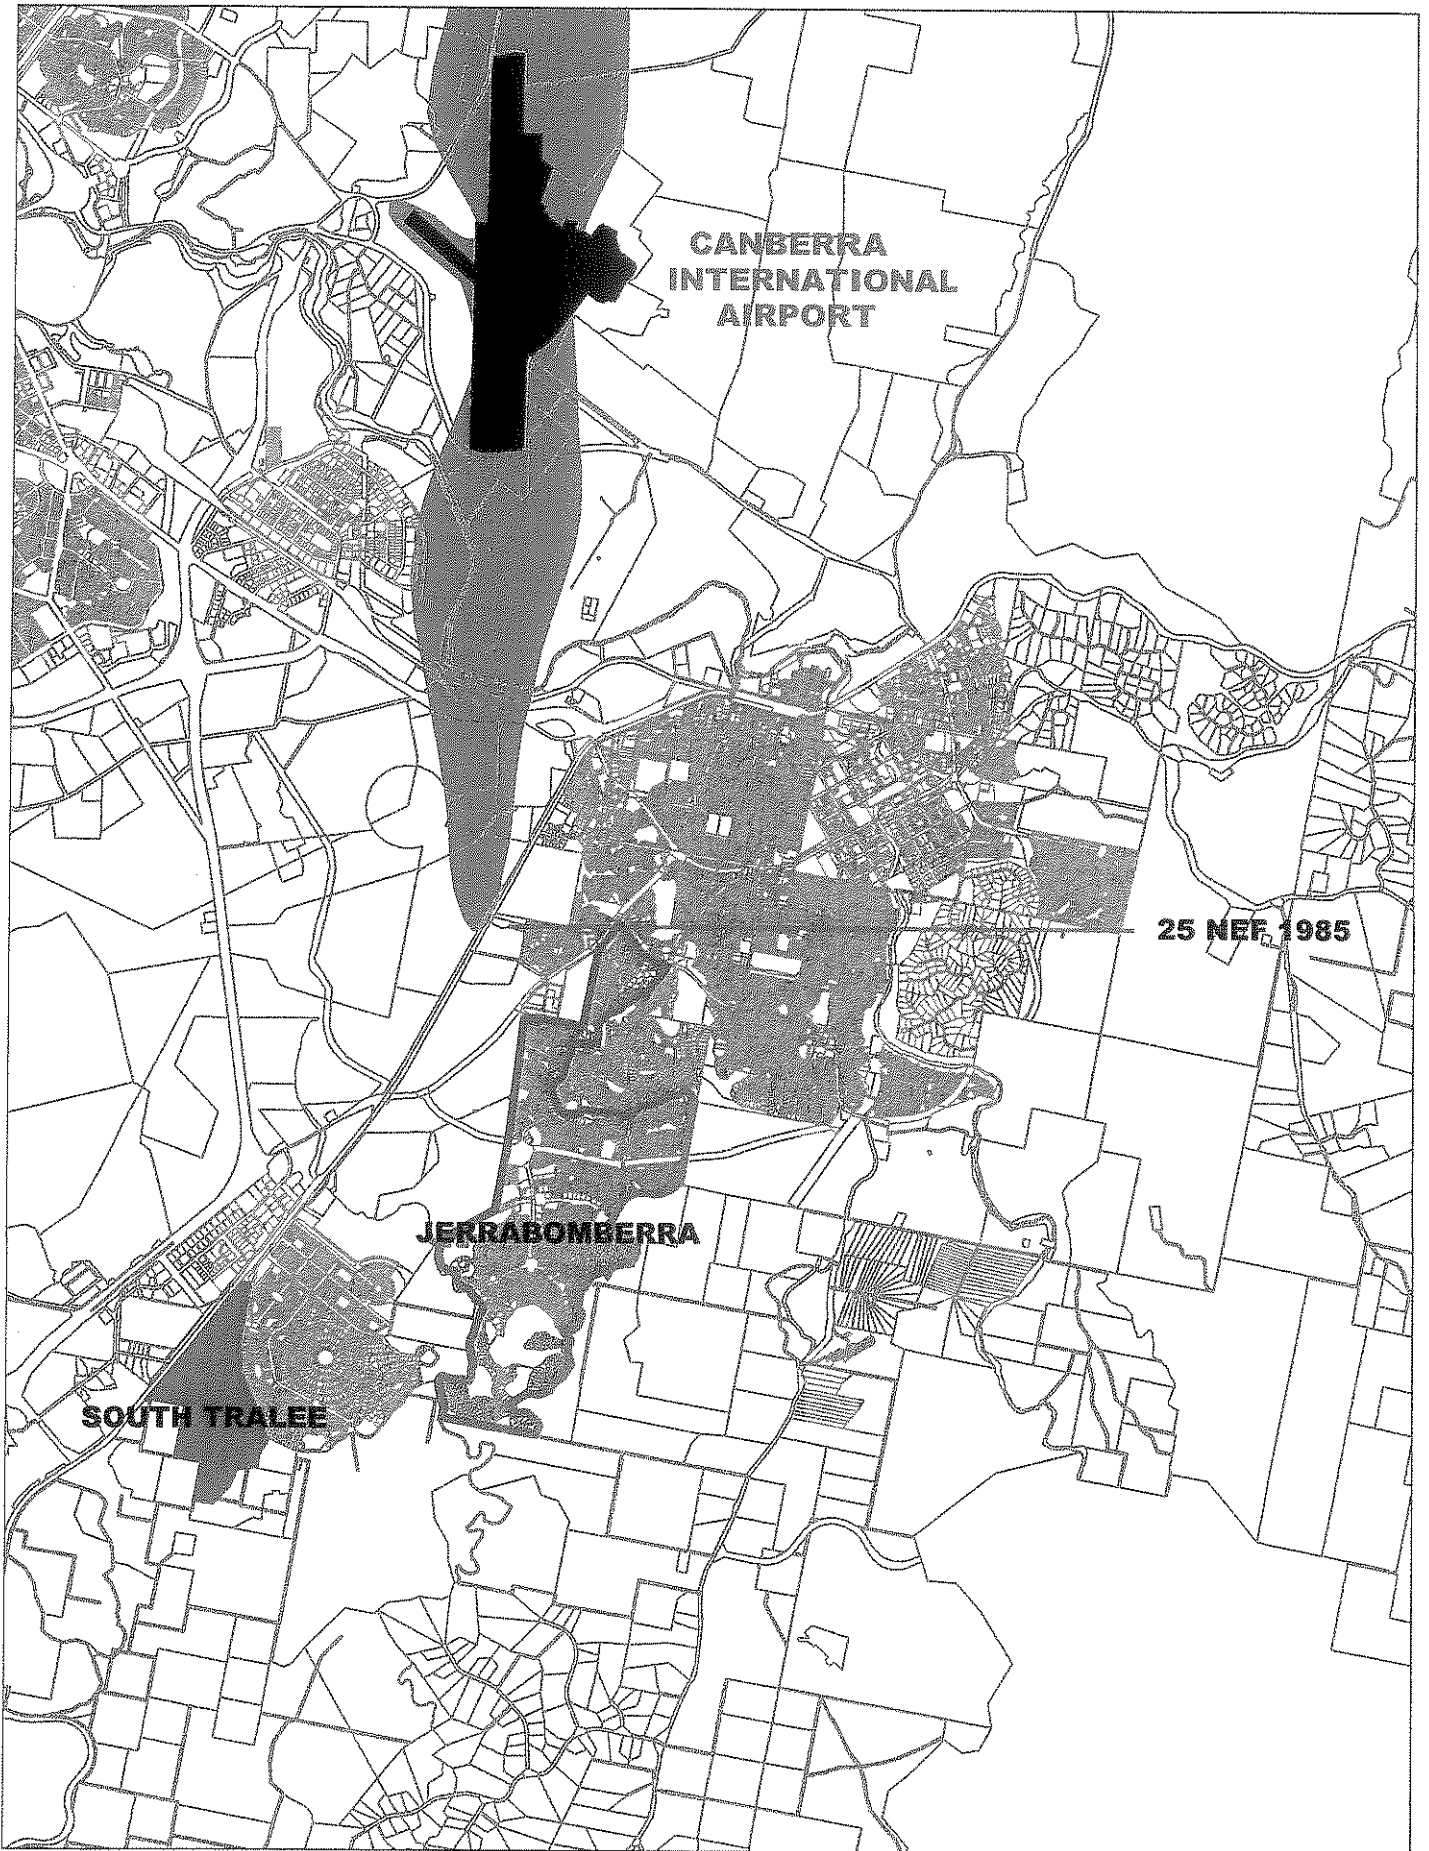 CANBERRA
INTERNATIONAL
AIRPORT
25 NEF 1985
JERRABOMBERRA
SOUTH TRALEE